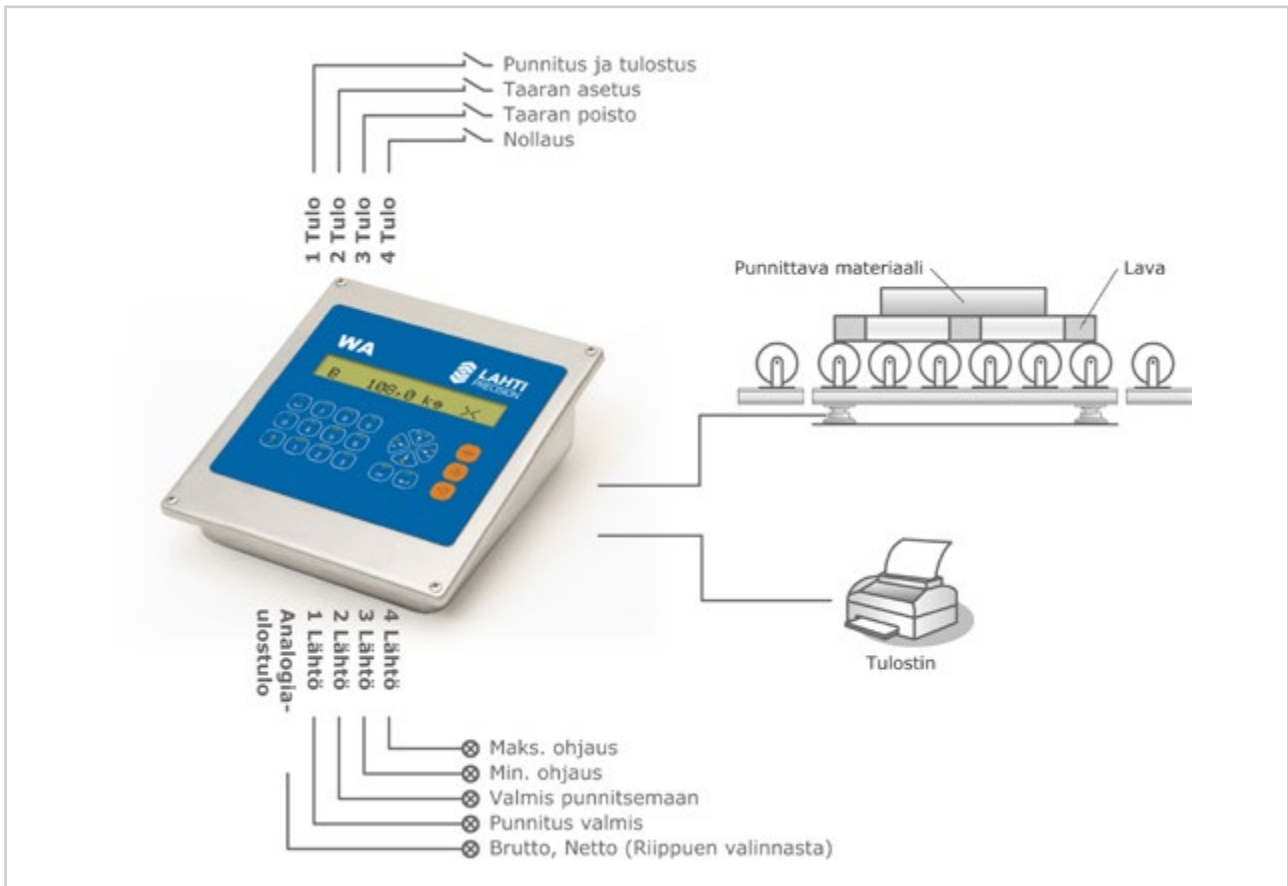 Punnitus ja tulostus
Taaran asetus
Taaran poisto
Nollaus
1 Tulo
2 Tulo
3 Tulo
4 Tulo
Punnittava materiaali
Lava
WA
LAHTI
PRECISION
B 108,0 kg
Tulostin
Analogia-
ulostulo
1 Lähtö
2 Lähtö
3 Lähtö
4 Lähtö
Maks. ohjaus
Min. ohjaus
Valmis punnitsemaan
Punnitus valmis
Brutto, Netto (Riippuen valinnasta)